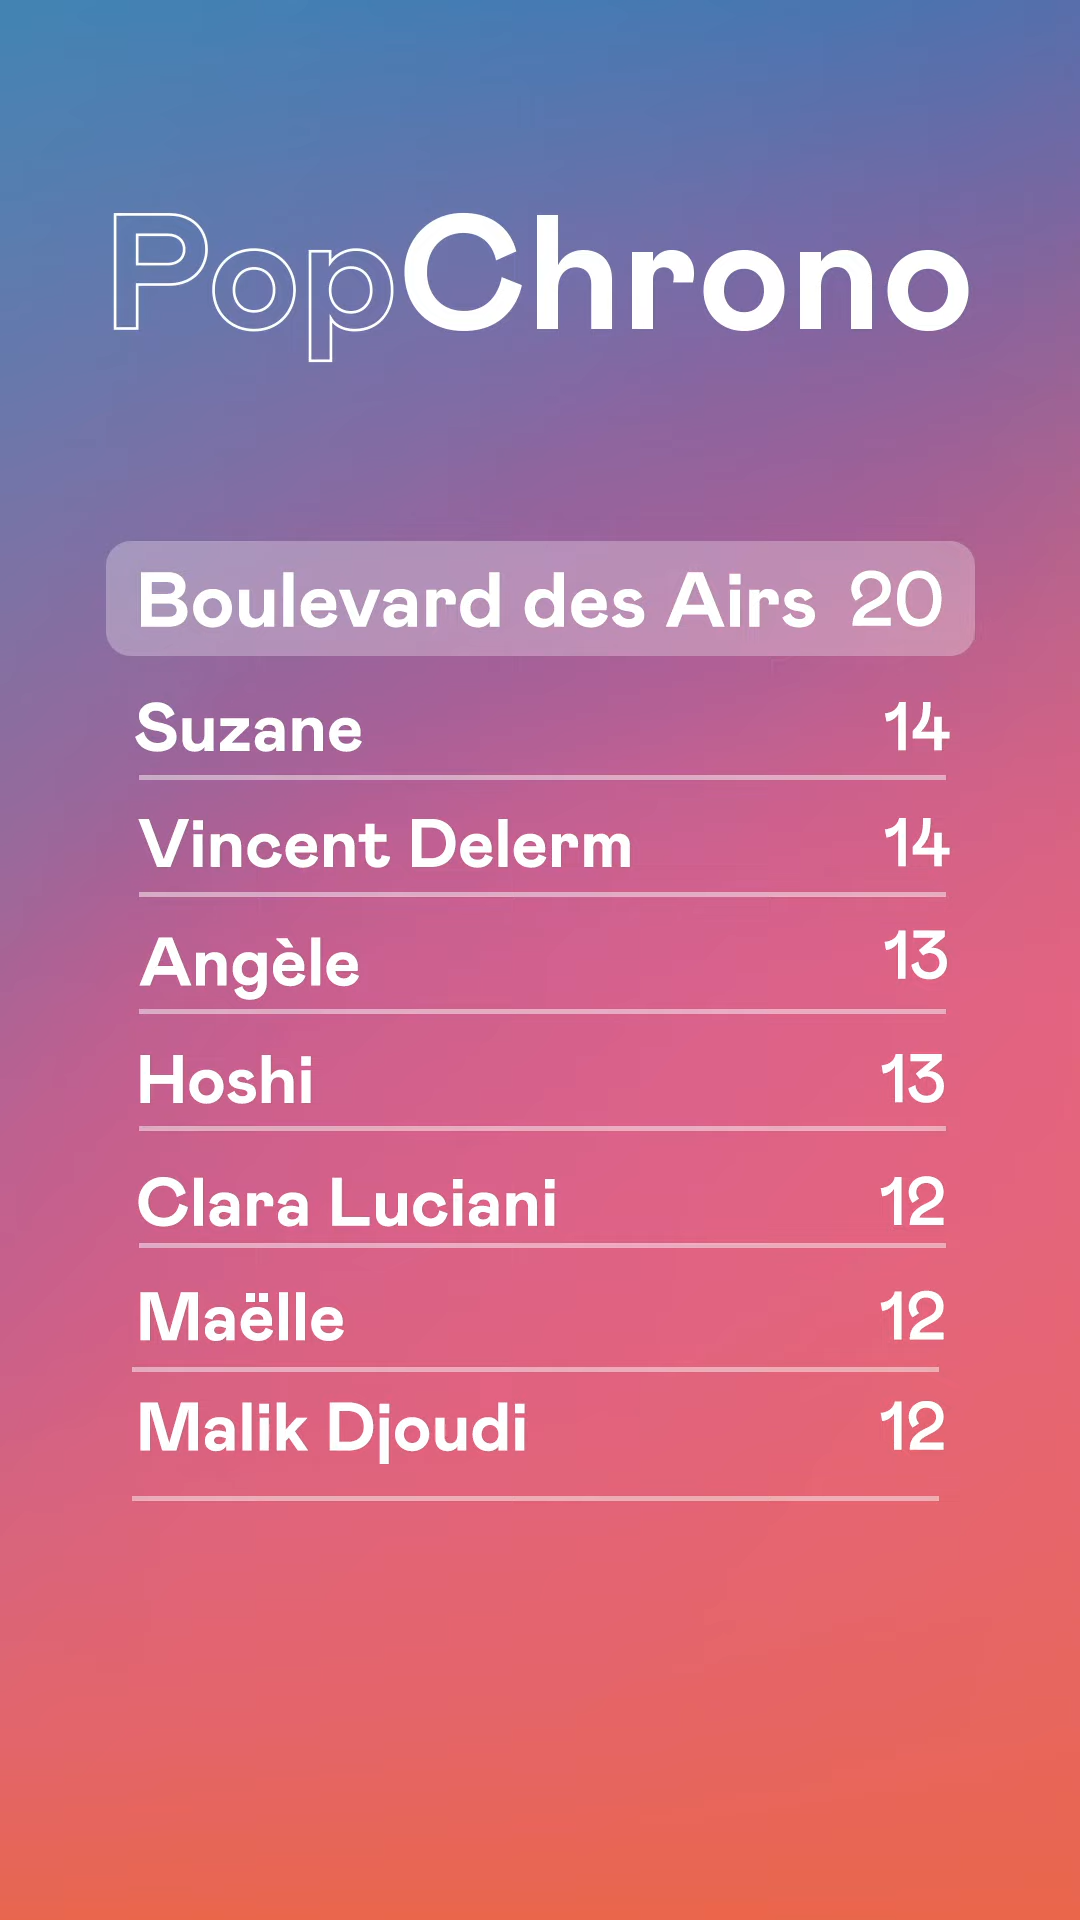 PopChrono
Boulevard des Airs 20
Suzane 14
Vincent Delerm 14
Angèle 13
Hoshi 13
Clara Luciani 12
Maëlle 12
Malik Djoudi 12